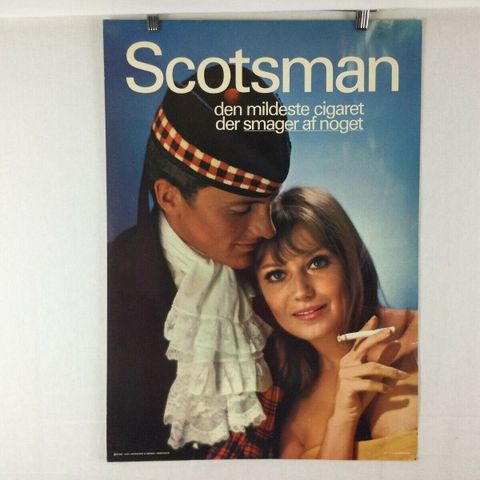 Scotsman
den mildeste cigaret
der smager af noget